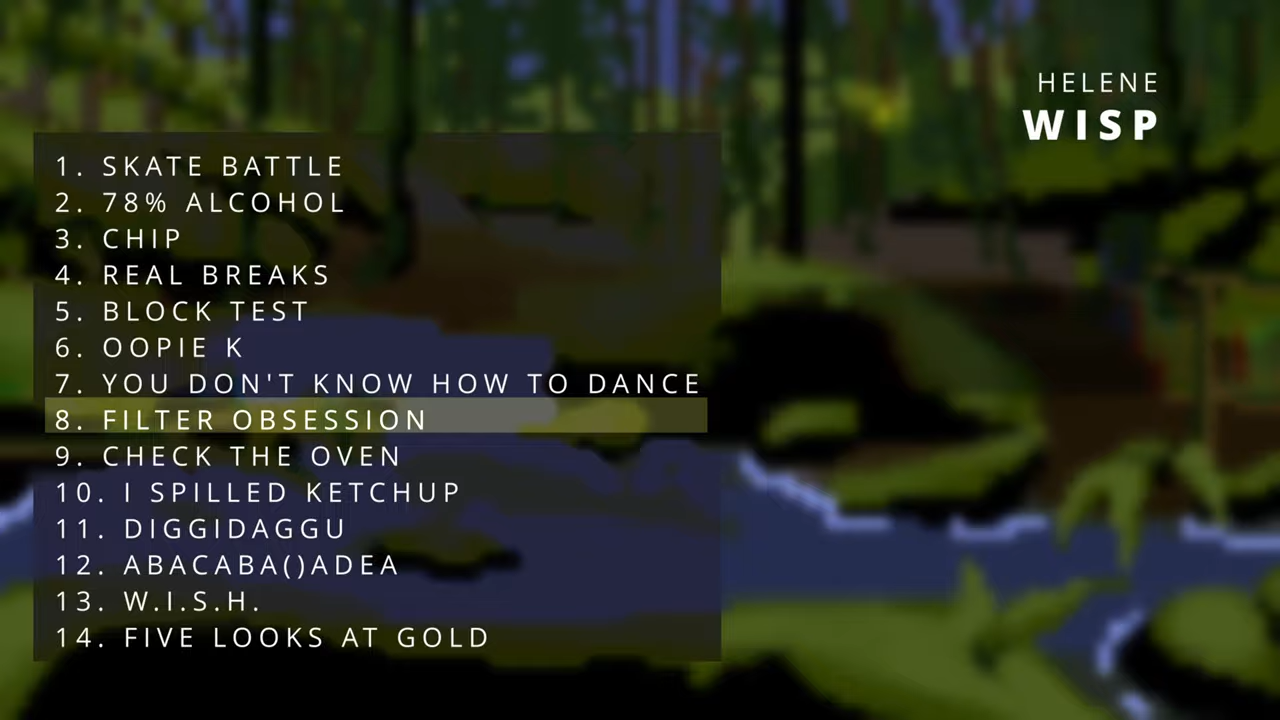 HELENE
WISP
1. SKATE BATTLE
2. 78% ALCOHOL
3. CHIP
4. REAL BREAKS
5. BLOCK TEST
6. OOPIE K
7. YOU DON'T KNOW HOW TO DANCE
8. FILTER OBSESSION
9. CHECK THE OVEN
10. I SPILLED KETCHUP
11. DIGGIDAGGU
12. ABACABA()ADEA
13. W.I.S.H.
14. FIVE LOOKS AT GOLD